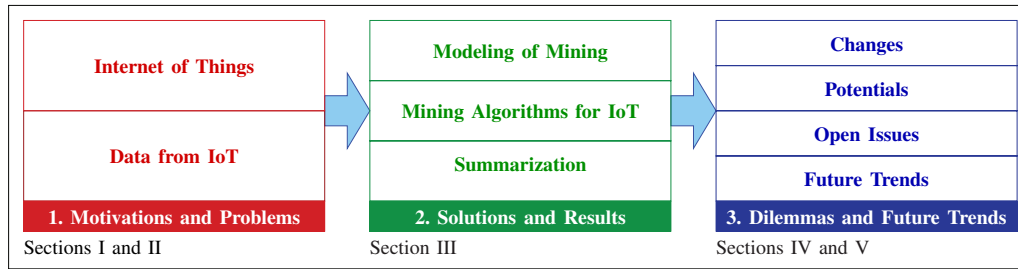 Internet of Things
Data from IoT
1. Motivations and Problems
Sections I and II
Modeling of Mining
Mining Algorithms for IoT
Summarization
2. Solutions and Results
Section III
Changes
Potentials
Open Issues
Future Trends
3. Dilemmas and Future Trends
Sections IV and V